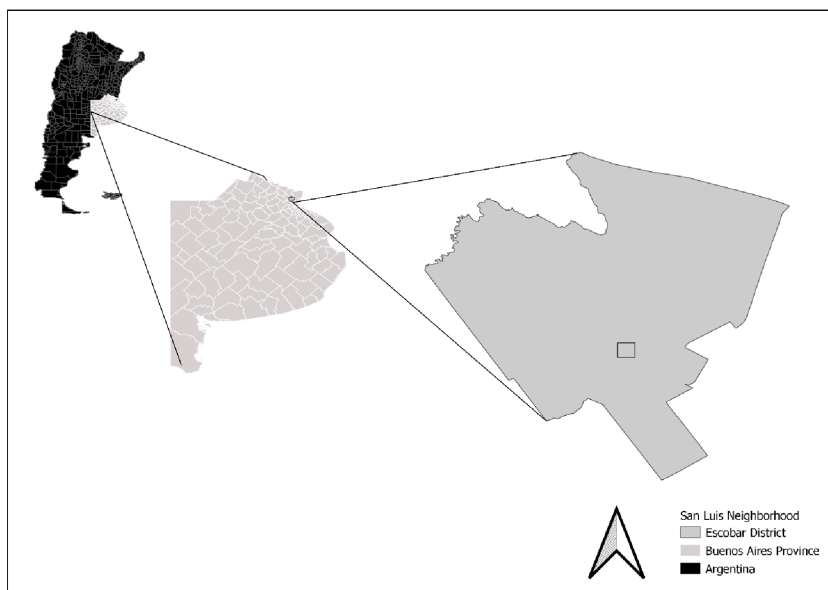 San Luis Neighborhood
Escobar District
Buenos Aires Province
Argentina